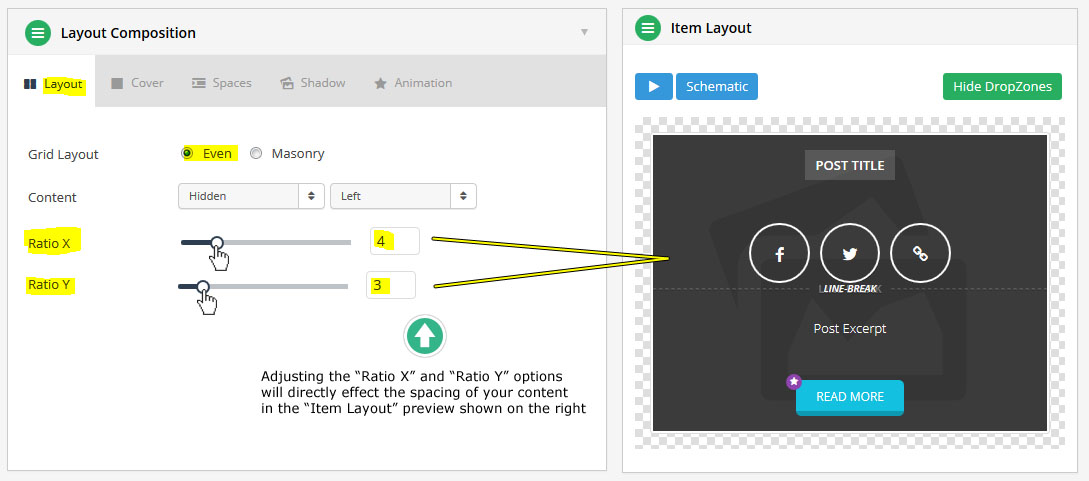 Layout Composition
Layout Cover Spaces Shadow Animation
Grid Layout Even Masonry
Content Hidden Left
Ratio X 4
Ratio Y 3
Adjusting the “Ratio X” and “Ratio Y” options
will directly effect the spacing of your content
in the “Item Layout” preview shown on the right
Item Layout
Schematic Hide DropZones
POST TITLE
LINE-BREAK
Post Excerpt
READ MORE